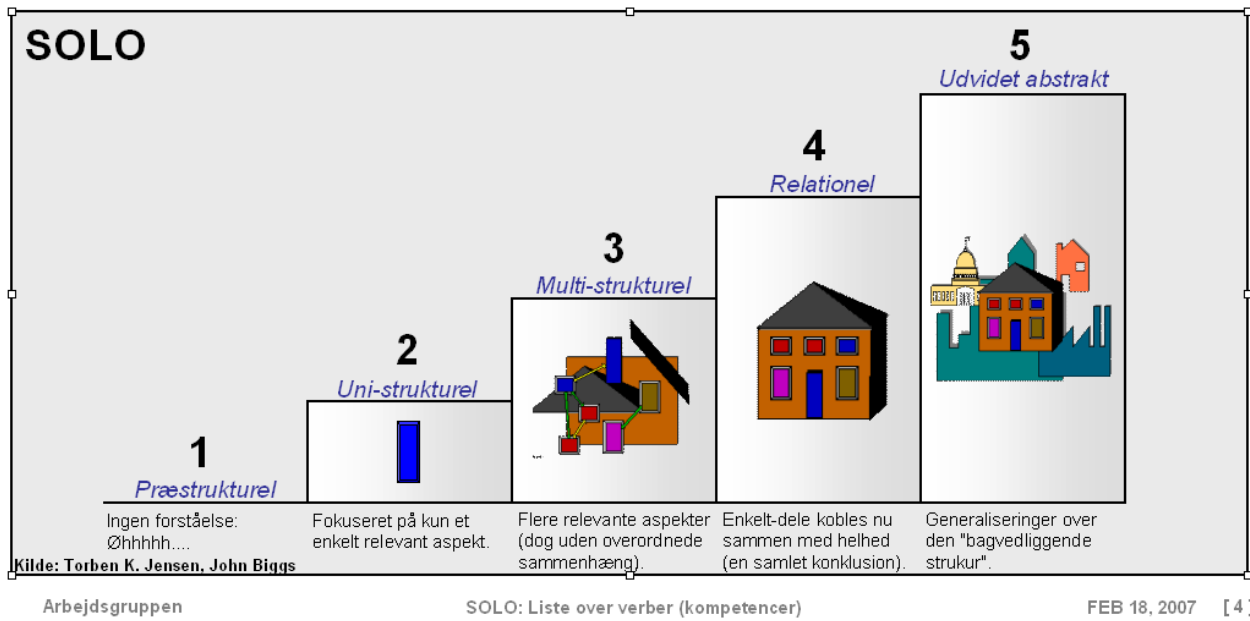 SOLO
5
Udvidet abstrakt
4
Relationel
3
Multi-strukturel
2
Uni-strukturel
1
Præstrukturel
Ingen forståelse:
Øhhhhh....
Fokuseret på kun et
enkelt relevant aspekt.
Flere relevante aspekter
(dog uden overordnede
sammenhæng).
Enkelt-dele kobles nu
sammen med helhed
(en samlet konklusion).
Generaliseringer over
den "bagvedliggende
strukur".
Kilde: Torben K. Jensen, John Biggs
Arbejdsgruppen
SOLO: Liste over verber (kompetencer)
FEB 18, 2007 [ 4 ]